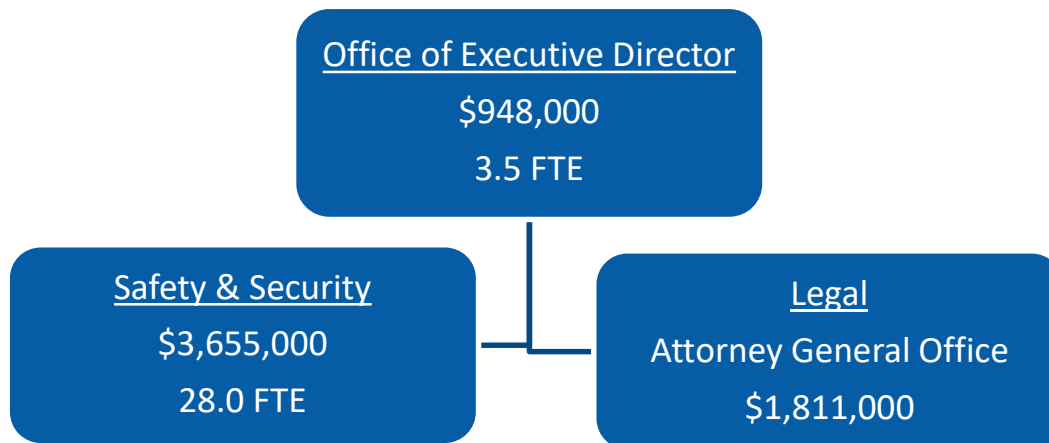 Office of Executive Director
$948,000
3.5 FTE
Safety & Security
$3,655,000
28.0 FTE
Legal
Attorney General Office
$1,811,000